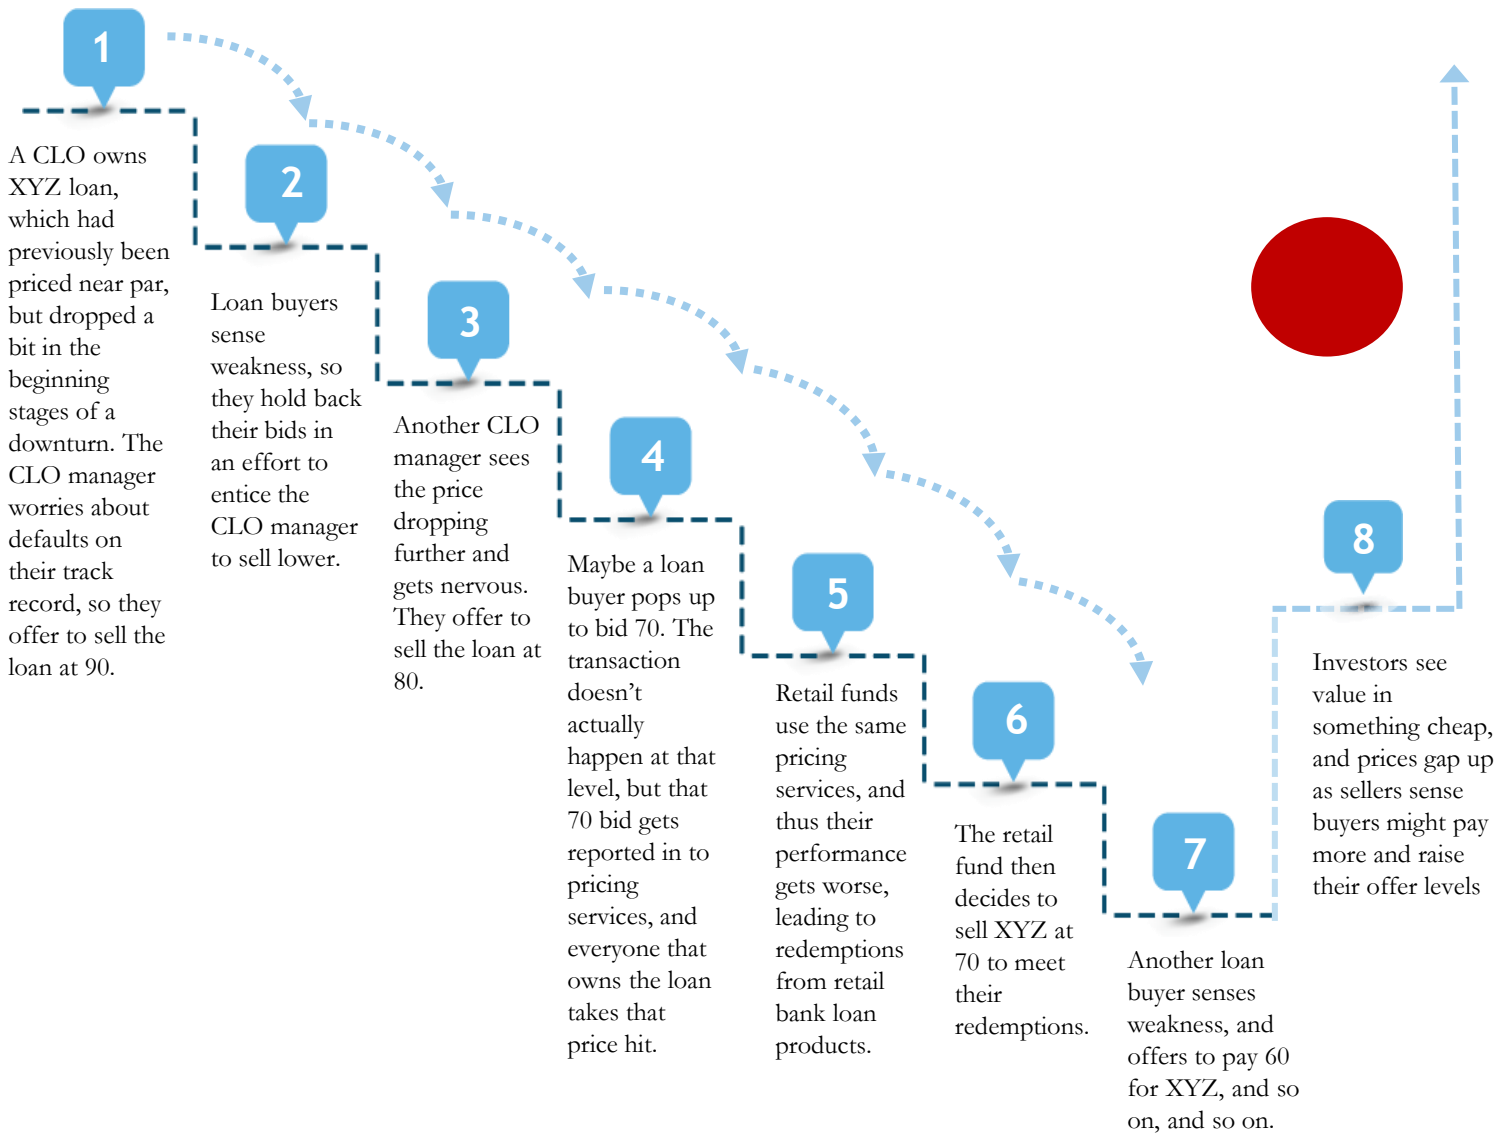 1
A CLO owns
XYZ loan,
which had
previously been
priced near par,
but dropped a
bit in the
beginning
stages of a
downturn. The
CLO manager
worries about
defaults on
their track
record, so they
offer to sell the
loan at 90.
2
Loan buyers
sense
weakness, so
they hold back
their bids in
an effort to
entice the
CLO manager
to sell lower.
3
Another CLO
manager sees
the price
dropping
further and
gets nervous.
They offer to
sell the loan at
80.
4
Maybe a loan
buyer pops up
to bid 70. The
transaction
doesn’t
actually
happen at that
level, but that
70 bid gets
reported in to
pricing
services, and
everyone that
owns the loan
takes that
price hit.
5
Retail funds
use the same
pricing
services, and
thus their
performance
gets worse,
leading to
redemptions
from retail
bank loan
products.
6
The retail
fund then
decides to
sell XYZ at
70 to meet
their
redemptions.
7
Another loan
buyer senses
weakness, and
offers to pay 60
for XYZ, and so
on, and so on.
8
Investors see
value in
something cheap,
and prices gap up
as sellers sense
buyers might pay
more and raise
their offer levels